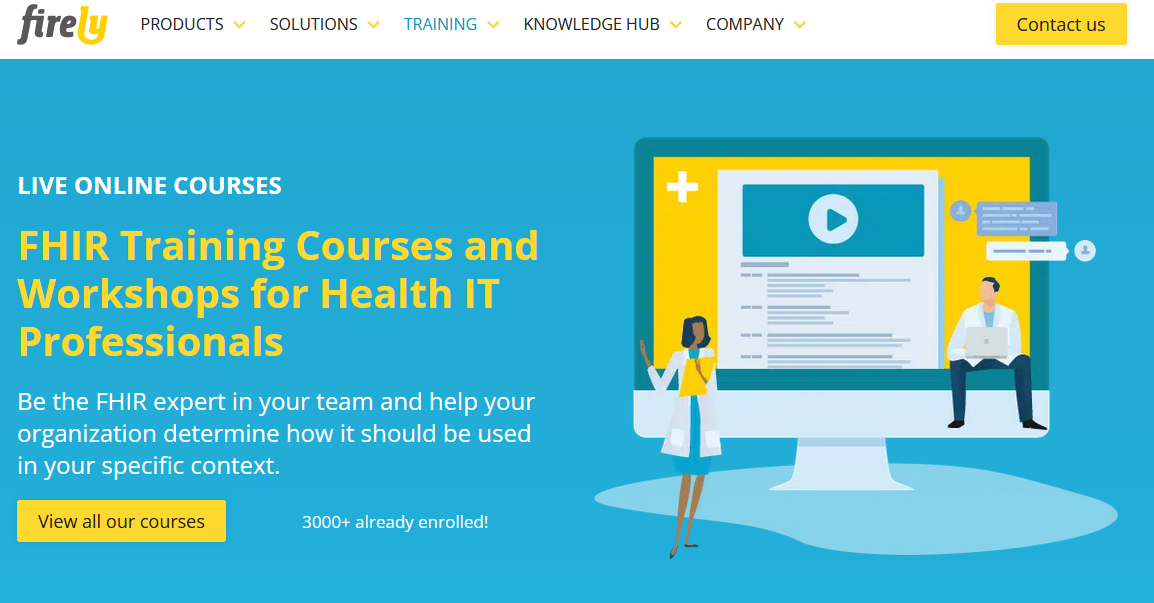 firely
PRODUCTS
SOLUTIONS
TRAINING
KNOWLEDGE HUB
COMPANY
Contact us
LIVE ONLINE COURSES
FHIR Training Courses and
Workshops for Health IT
Professionals
Be the FHIR expert in your team and help your
organization determine how it should be used
in your specific context.
View all our courses
3000+ already enrolled!